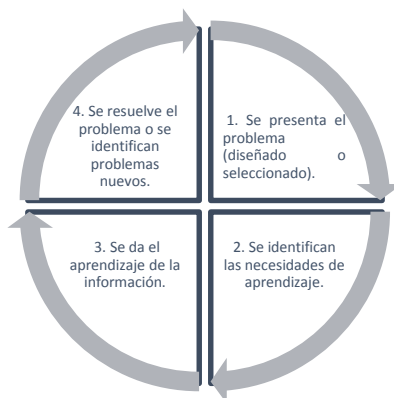 1. Se presenta el
problema
(diseñado o
seleccionado).
2. Se identifican
las necesidades de
aprendizaje.
3. Se da el
aprendizaje de la
información.
4. Se resuelve el
problema o se
identifican
problemas
nuevos.